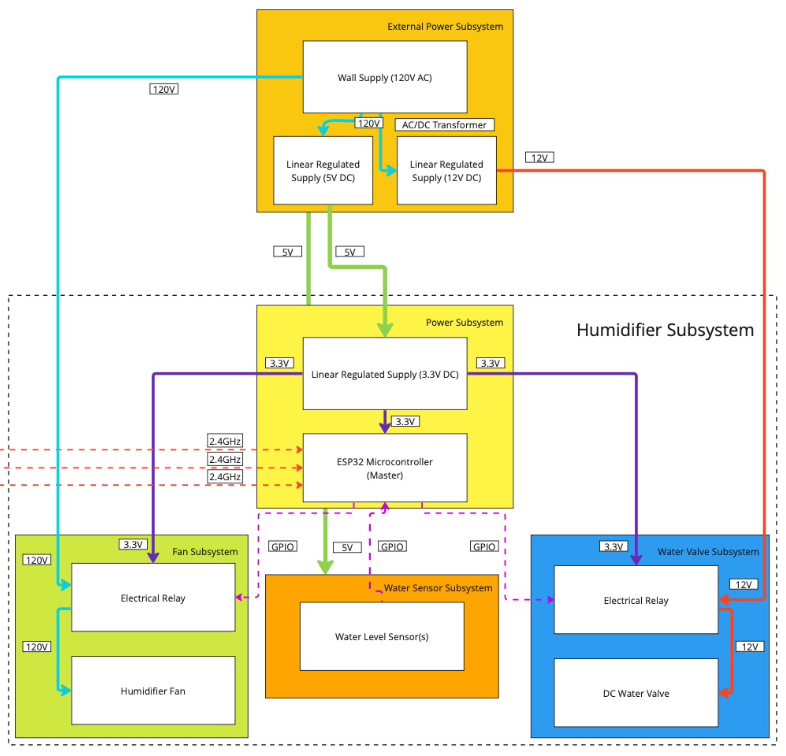 External Power Subsystem
Wall Supply (120V AC)
120V
120V
AC/DC Transformer
Linear Regulated
Supply (5V DC)
Linear Regulated
Supply (12V DC)
12V
5V
5V
Humidifier Subsystem
Power Subsystem
3.3V
Linear Regulated Supply (3.3V DC)
3.3V
3.3V
2.4GHz
2.4GHz
2.4GHz
ESP32 Microcontroller
(Master)
3.3V
Fan Subsystem
120V
Electrical Relay
120V
Humidifier Fan
GPIO
5V
GPIO
GPIO
Water Sensor Subsystem
Water Level Sensor(s)
3.3V
Water Valve Subsystem
12V
Electrical Relay
12V
DC Water Valve